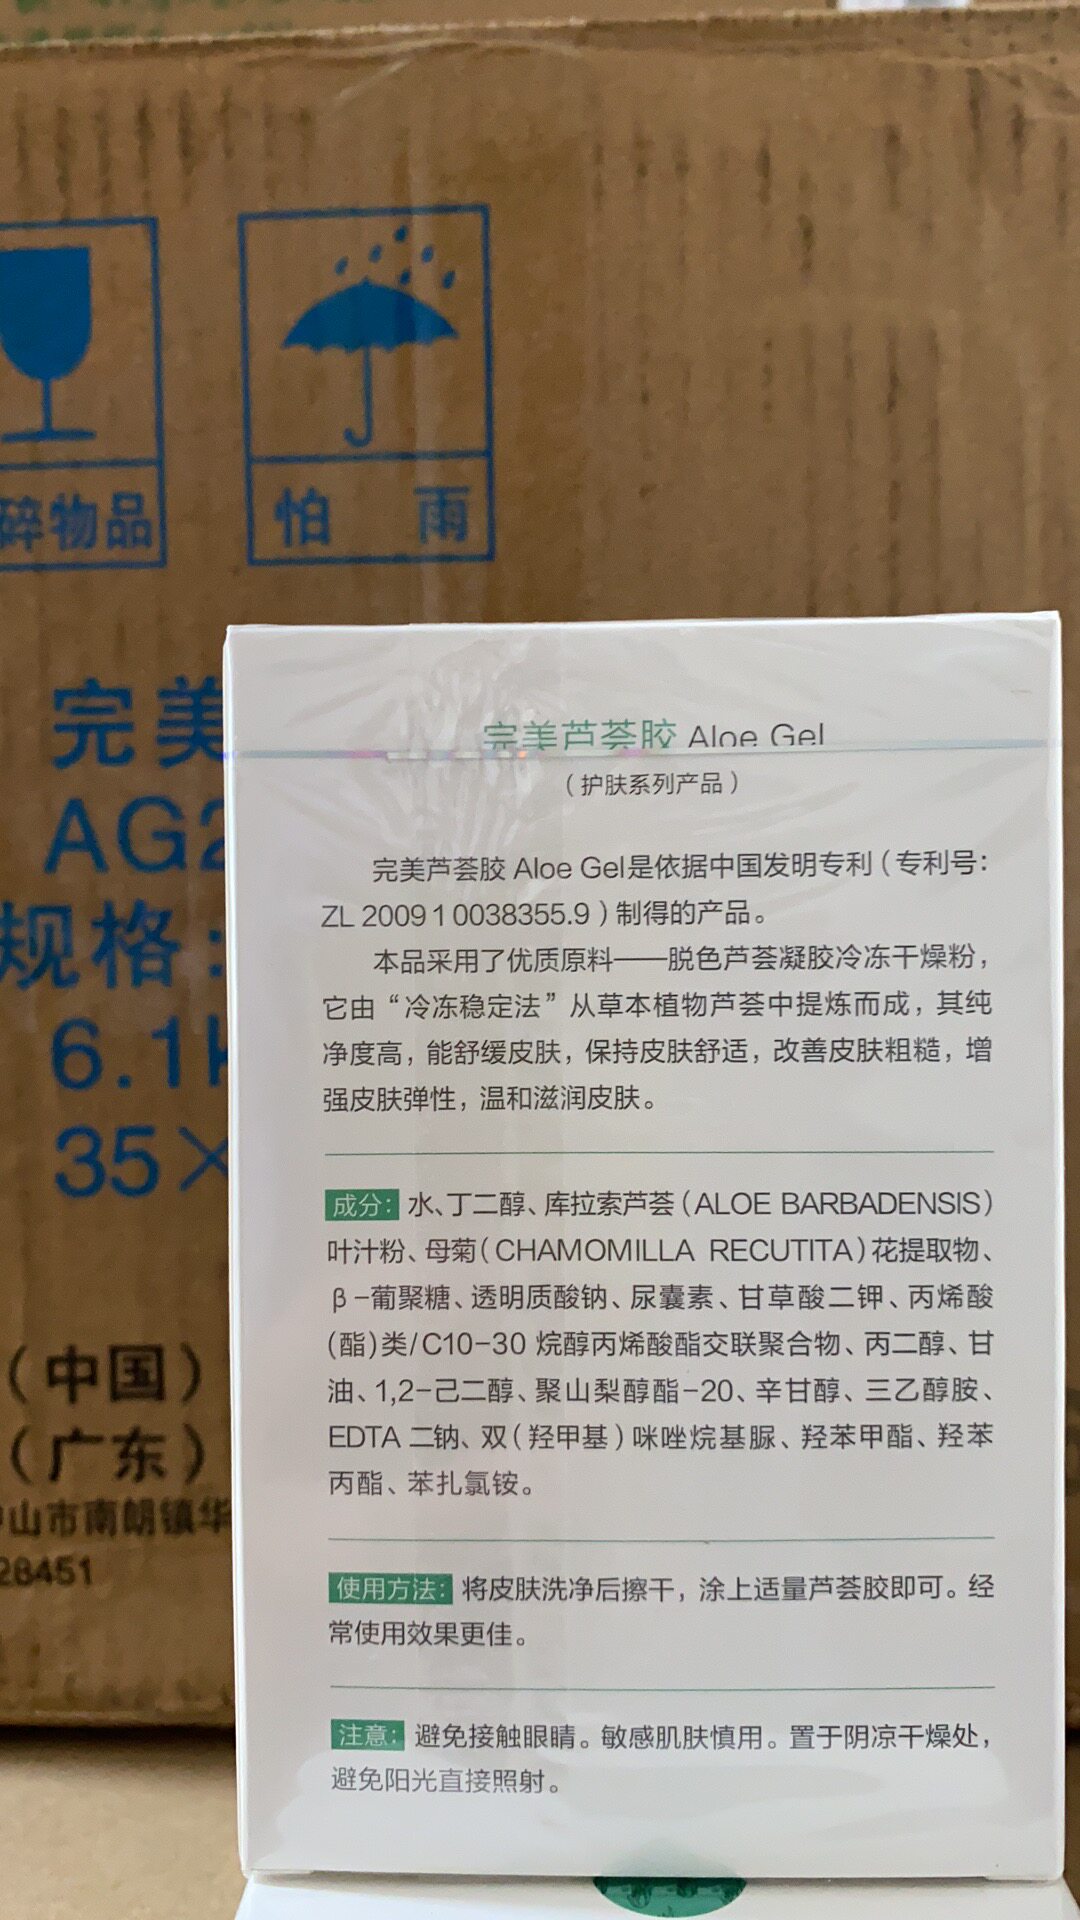 碎物品
怕 雨
完美
AG2
规格:
6.1k
35×
(中国)
(广东)
山市南朗镇华
28451
完美芦荟胶 Aloe Gel
(护肤系列产品)
完美芦荟胶 Aloe Gel是依据中国发明专利(专利号:
ZL 2009 1 0038355.9)制得的产品。
本品采用了优质原料——脱色芦荟凝胶冷冻干燥粉,
它由“冷冻稳定法”从草本植物芦荟中提炼而成,其纯
净度高,能舒缓皮肤,保持皮肤舒适,改善皮肤粗糙,增
强皮肤弹性,温和滋润皮肤。
成分: 水、丁二醇、库拉索芦荟(ALOE BARBADENSIS)
叶汁粉、母菊(CHAMOMILLA RECUTITA)花提取物、
β-葡聚糖、透明质酸钠、尿囊素、甘草酸二钾、丙烯酸
(酯)类/C10-30 烷醇丙烯酸酯交联聚合物、丙二醇、甘
油、1,2-己二醇、聚山梨醇酯-20、辛甘醇、三乙醇胺、
EDTA 二钠、双(羟甲基)咪唑烷基脲、羟苯甲酯、羟苯
丙酯、苯扎氯铵。
使用方法: 将皮肤洗净后擦干,涂上适量芦荟胶即可。经
常使用效果更佳。
注意: 避免接触眼睛。敏感肌肤慎用。置于阴凉干燥处,
避免阳光直接照射。